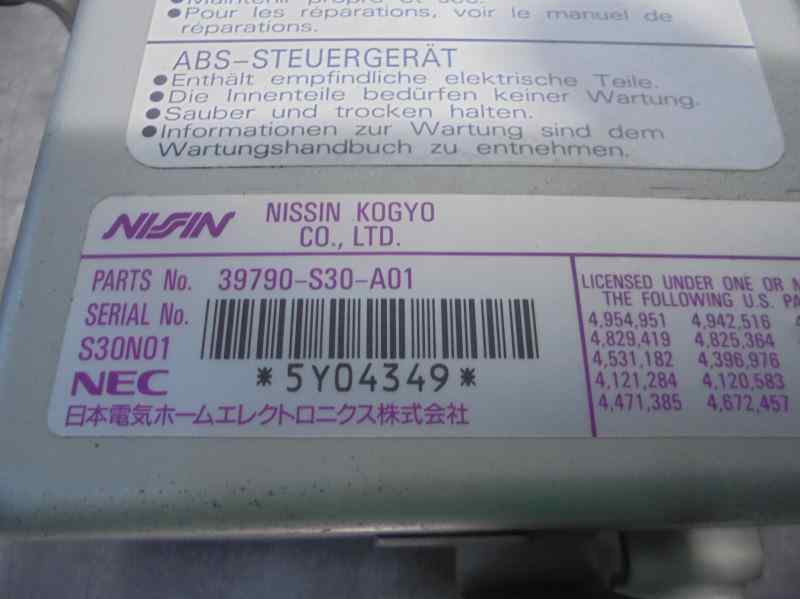 ●Maintenir propre et sec.
●Pour les réparations, voir le manuel de
réparations.
ABS-STEUERGERÄT
●Enthält empfindliche elektrische Teile.
●Die Innenteile bedürfen keiner Wartung.
●Sauber und trocken halten.
●Informationen zur Wartung sind dem
Wartungshandbuch zu entnehmen.
NISSIN NISSIN KOGYO
CO., LTD.
PARTS No. 39790-S30-A01
SERIAL No.
S30N01
NEC *5Y04349*
日本電気ホームエレクトロニクス株式会社
LICENSED UNDER ONE OR
THE FOLLOWING U.S.
4,954,951 4,942,516
4,829,419 4,825,364
4,531,182 4,396,976
4,121,284 4,120,583
4,471,385 4,672,457